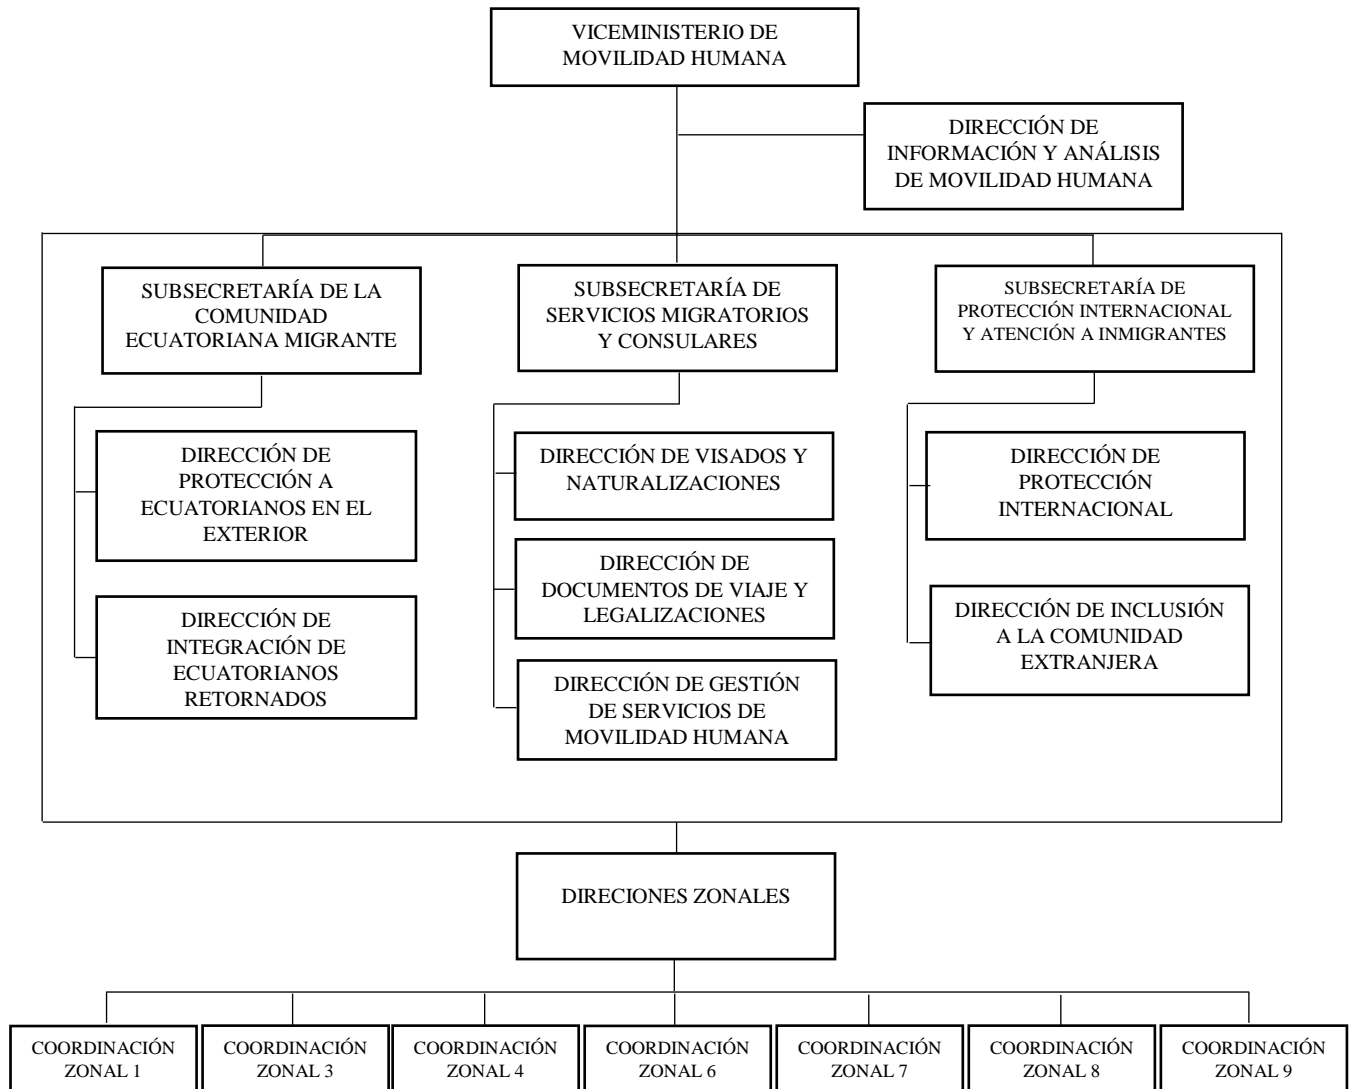 VICEMINISTERIO DE
MOVILIDAD HUMANA
DIRECCIÓN DE
INFORMACIÓN Y ANÁLISIS
DE MOVILIDAD HUMANA
SUBSECRETARÍA DE LA
COMUNIDAD
ECUATORIANA MIGRANTE
SUBSECRETARÍA DE
SERVICIOS MIGRATORIOS
Y CONSULARES
SUBSECRETARÍA DE
PROTECCIÓN INTERNACIONAL
Y ATENCIÓN A INMIGRANTES
DIRECCIÓN DE
PROTECCIÓN A
ECUATORIANOS EN EL
EXTERIOR
DIRECCIÓN DE
INTEGRACIÓN DE
ECUATORIANOS
RETORNADOS
DIRECCIÓN DE VISADOS Y
NATURALIZACIONES
DIRECCIÓN DE
DOCUMENTOS DE VIAJE Y
LEGALIZACIONES
DIRECCIÓN DE GESTIÓN
DE SERVICIOS DE
MOVILIDAD HUMANA
DIRECCIÓN DE
PROTECCIÓN
INTERNACIONAL
DIRECCIÓN DE INCLUSIÓN
A LA COMUNIDAD
EXTRANJERA
DIRECIONES ZONALES
COORDINACIÓN
ZONAL 1
COORDINACIÓN
ZONAL 3
COORDINACIÓN
ZONAL 4
COORDINACIÓN
ZONAL 6
COORDINACIÓN
ZONAL 7
COORDINACIÓN
ZONAL 8
COORDINACIÓN
ZONAL 9